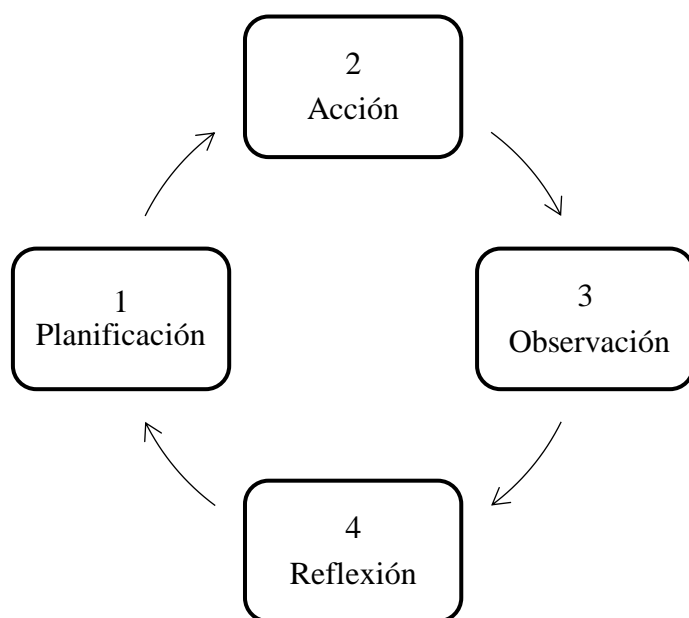 2
Acción
1
Planificación
3
Observación
4
Reflexión